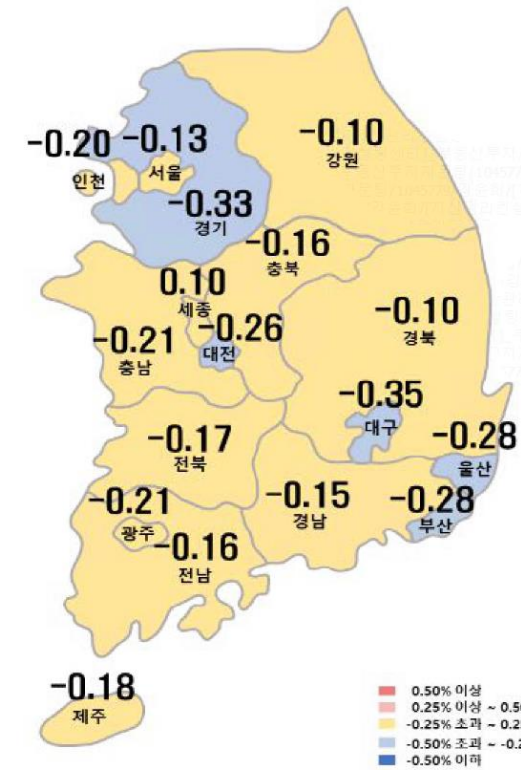 -0.10
강원
-0.20
인천
-0.13
서울
-0.33
경기
-0.16
충북
0.10
세종
-0.26
대전
-0.21
충남
-0.10
경북
-0.35
대구
-0.28
울산
-0.17
전북
-0.21
광주
-0.15
경남
-0.28
부산
-0.16
전남
-0.18
제주
0.50% 이상
0.25% 이상 ~ 0.5
-0.25% 초과 ~ 0.2
-0.50% 초과 ~ -0.2
-0.50% 이하